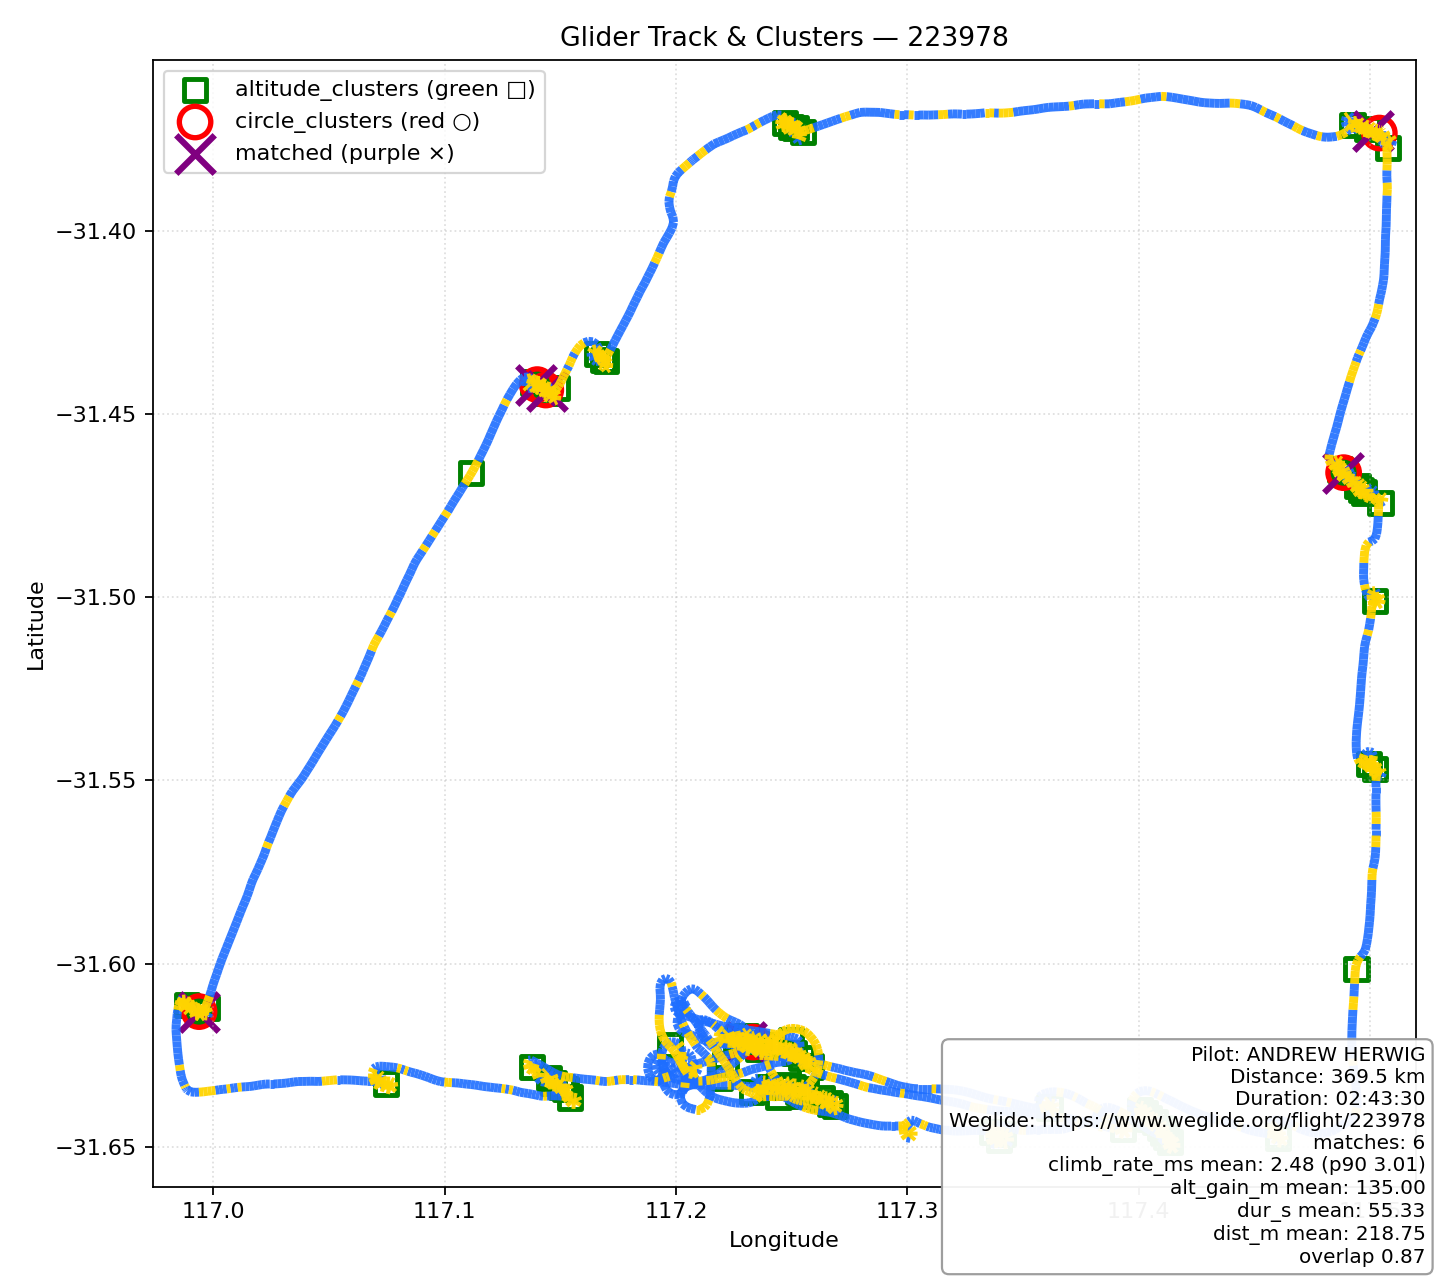 Glider Track & Clusters — 223978
altitude_clusters (green □)
circle_clusters (red ○)
matched (purple ×)
−31.40
−31.45
−31.50
−31.55
−31.60
−31.65
Latitude
117.0
117.1
117.2
117.3
117.4
Longitude
Pilot: ANDREW HERWIG
Distance: 369.5 km
Duration: 02:43:30
Weglide: https://www.weglide.org/flight/223978
matches: 6
climb_rate_ms mean: 2.48 (p90 3.01)
alt_gain_m mean: 135.00
dur_s mean: 55.33
dist_m mean: 218.75
overlap 0.87